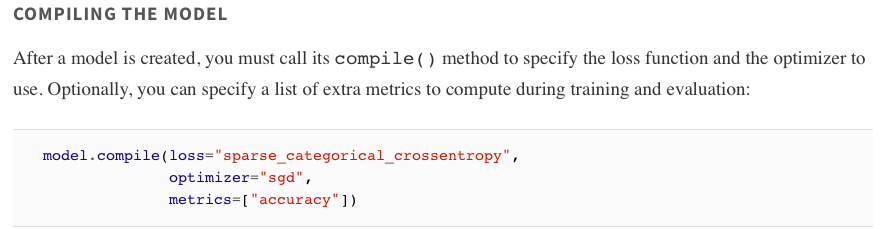 COMPILING THE MODEL
After a model is created, you must call its compile() method to specify the loss function and the optimizer to
use. Optionally, you can specify a list of extra metrics to compute during training and evaluation:
model.compile(loss="sparse_categorical_crossentropy",
              optimizer="sgd",
              metrics=["accuracy"])